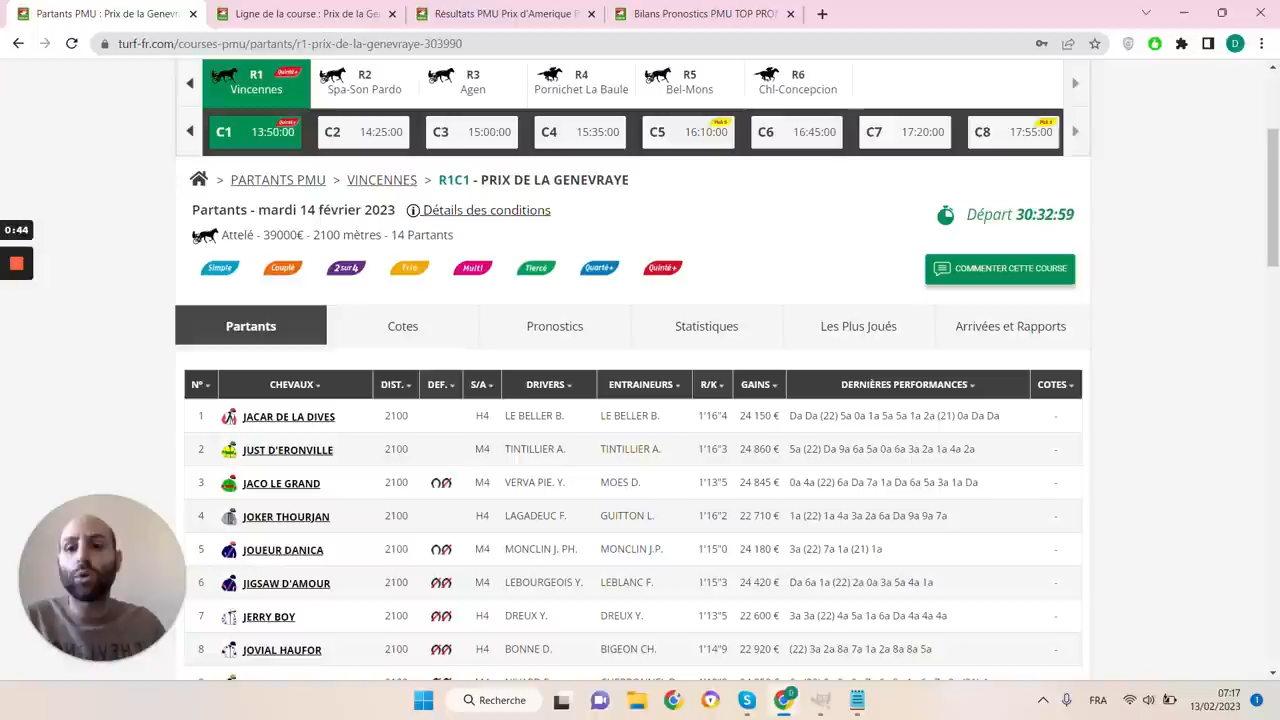 Résultats PMU : Prix d'Amerique
Bilans Pronostics PMU TOP PRO
turf-fr.com/courses-pmu/partants/r1-prix-de-la-genevraye-303990
D
R1 Quinté+ Vincennes
R2 Spa-Son Pardo
R3 Agen
R4 Pornichet La Baule
R5 Bel-Mons
R6 Chl-Concepcion
C1 13:50:00 Quinté+
C2 14:25:00
C3 15:00:00
C4 15:35:00
C5 16:10:00
C6 16:45:00
C7 17:20:00
C8 17:55:00
> PARTANTS PMU > VINCENNES > R1C1 - PRIX DE LA GENEVRAYE
Partants - mardi 14 février 2023 Détails des conditions
Départ 30:32:59
0:44
Attelé - 39000€ - 2100 mètres - 14 Partants
Simple Couplé 2 sur 4 Trio Multi Tiercé Quarté+ Quinté+
COMMENTER CETTE COURSE
Partants Cotes Pronostics Statistiques Les Plus Joués Arrivées et Rapports
N° CHEVAUX DIST. DEF. S/A DRIVERS ENTRAINEURS R/K GAINS DERNIÈRES PERFORMANCES COTES
1 JACAR DE LA DIVES 2100 H4 LE BELLER B. LE BELLER B. 1'16"4 24 150 € Da Da (22) 5a 0a 1a 5a 5a 1a 2a (21) 0a Da Da -
2 JUST D'ERONVILLE 2100 M4 TINTILLIER A. TINTILLIER A. 1'16"3 24 860 € 5a (22) Da 9a 6a 5a 0a 6a 3a 2a 1a 4a 2a -
3 JACO LE GRAND 2100 M4 VERVA PIE. Y. MOES D. 1'13"5 24 845 € 0a 4a (22) 6a Da 7a 1a Da 6a 5a 3a 1a Da -
4 JOKER THOURJAN 2100 H4 LAGADEUC F. GUITTON L. 1'16"2 22 710 € 1a (22) 1a 4a 3a 2a 6a Da 9a 9a 7a -
5 JOUEUR DANICA 2100 M4 MONCLIN J. PH. MONCLIN J.P. 1'15"0 24 180 € 3a (22) 7a 1a (21) 1a -
6 JIGSAW D'AMOUR 2100 M4 LEBOURGEOIS Y. LEBLANC F. 1'15"3 24 420 € Da 6a 1a (22) 2a 0a 3a 5a 4a 1a -
7 JERRY BOY 2100 H4 DREUX Y. DREUX Y. 1'13"5 22 600 € 3a 3a (22) 4a 5a 1a 6a Da 4a 4a 4a -
8 JOVIAL HAUFOR 2100 H4 BONNE D. BIGEON CH. 1'14"9 22 920 € (22) 3a 2a 8a 7a 1a 2a 8a 8a 5a -
Recherche
FRA
07:17
13/02/2023